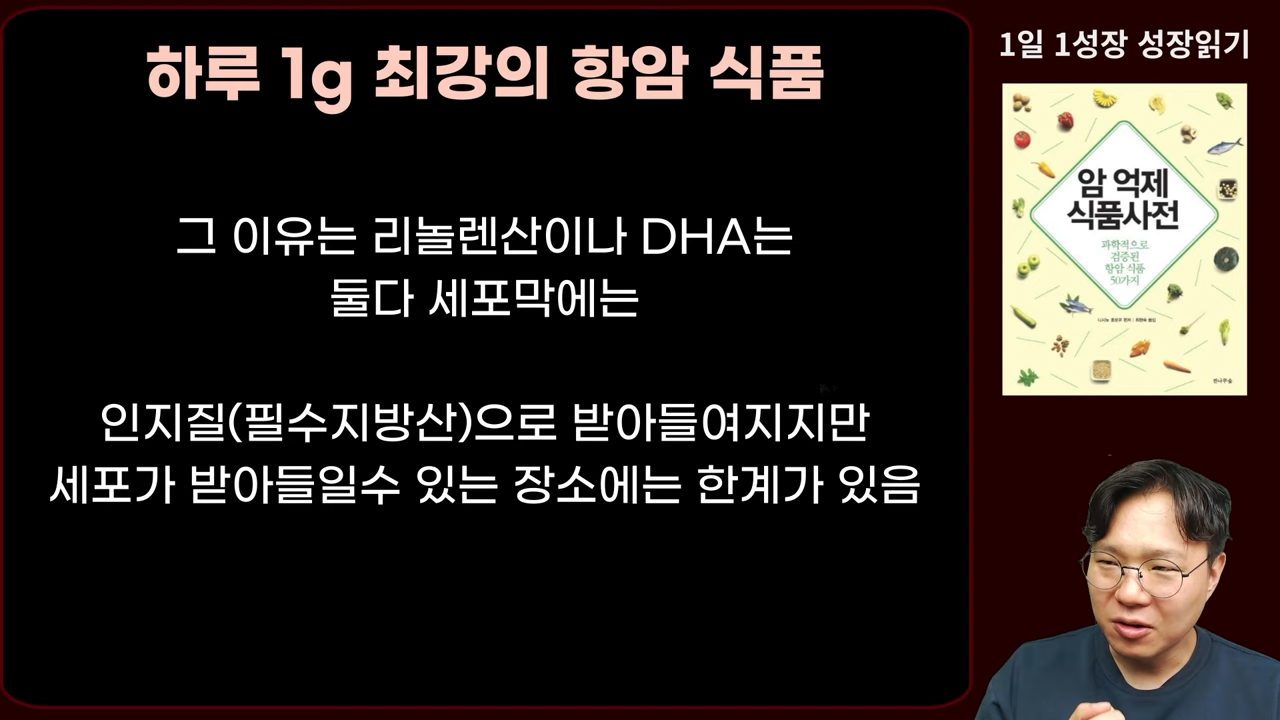 하루 1g 최강의 항암 식품
그 이유는 리놀렌산이나 DHA는
둘다 세포막에는
인지질(필수지방산)으로 받아들여지지만
세포가 받아들일수 있는 장소에는 한계가 있음
1일 1성장 성장읽기
암 억제
식품사전
과학적으로
검증된
항암 식품
50가지